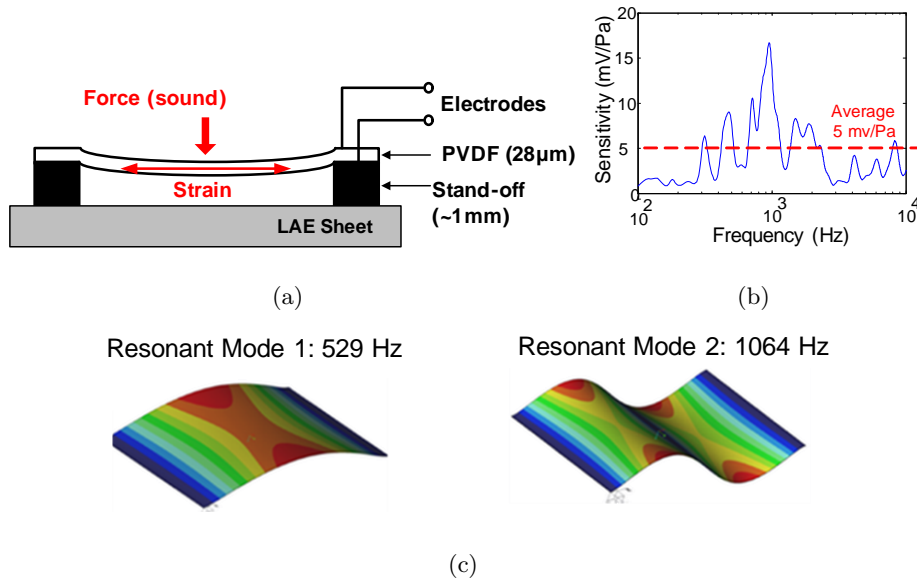 Force (sound)
Strain
Electrodes
PVDF (28μm)
Stand-off
(~1mm)
LAE Sheet
(a)
20
15
10
5
0
Sensitivity (mV/Pa)
Average
5 mv/Pa
10^2
10^3
10^4
Frequency (Hz)
(b)
Resonant Mode 1: 529 Hz
Resonant Mode 2: 1064 Hz
(c)